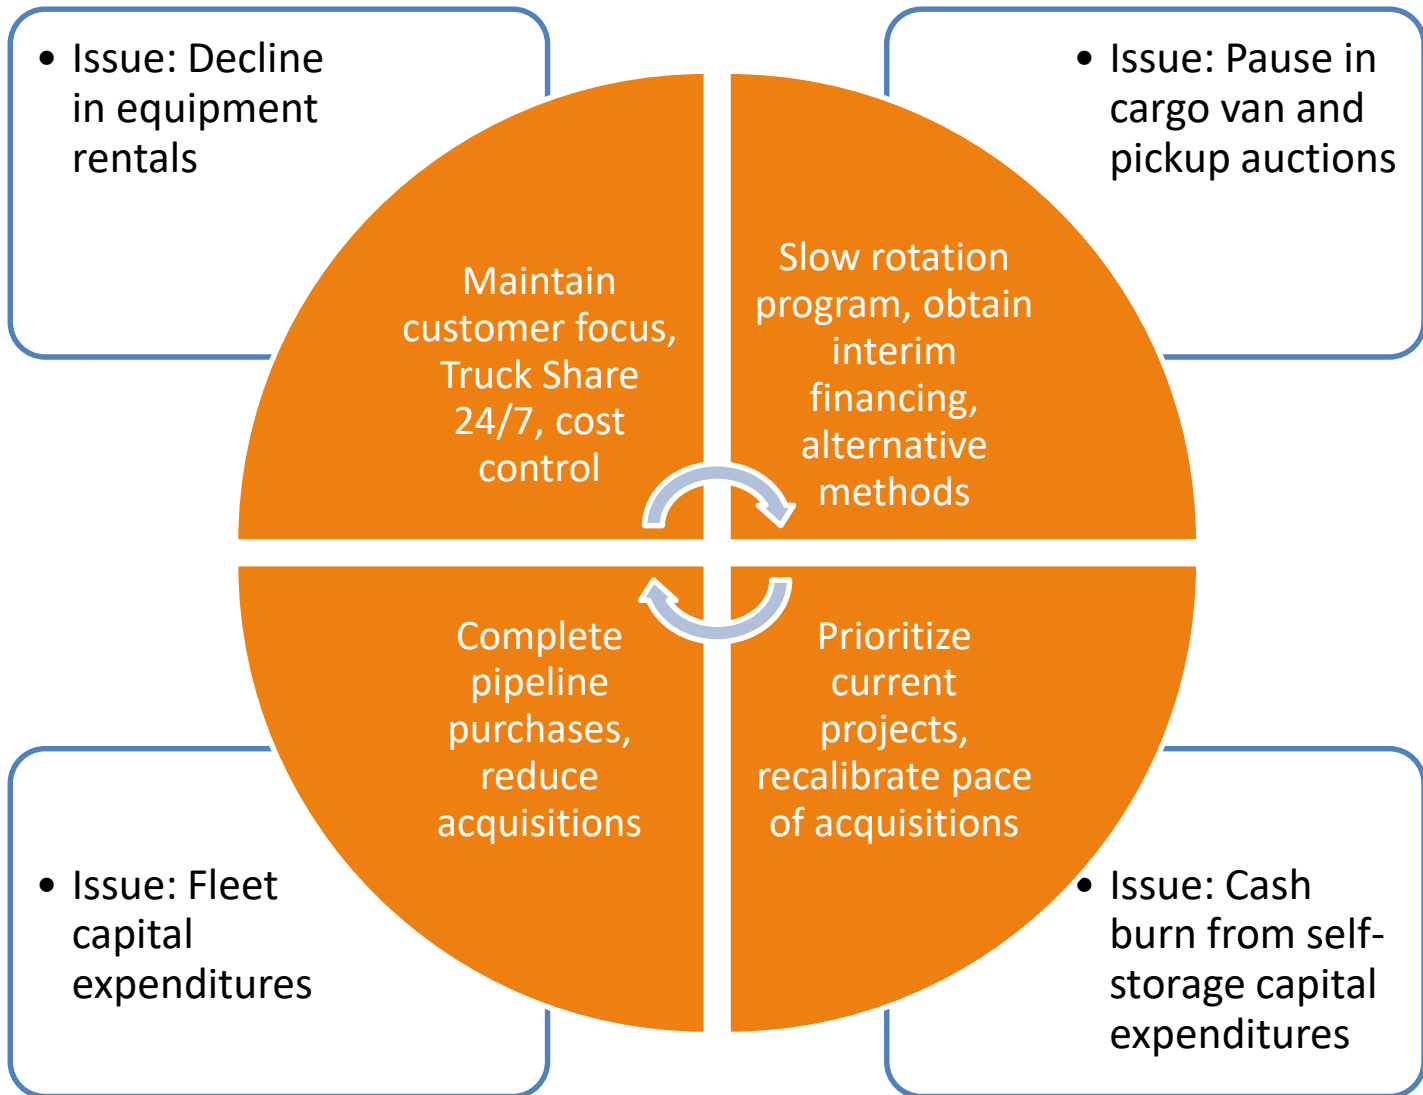 • Issue: Decline
in equipment
rentals
• Issue: Pause in
cargo van and
pickup auctions
Maintain
customer focus,
Truck Share
24/7, cost
control
Slow rotation
program, obtain
interim
financing,
alternative
methods
Complete
pipeline
purchases,
reduce
acquisitions
Prioritize
current
projects,
recalibrate pace
of acquisitions
• Issue: Fleet
capital
expenditures
• Issue: Cash
burn from self-
storage capital
expenditures